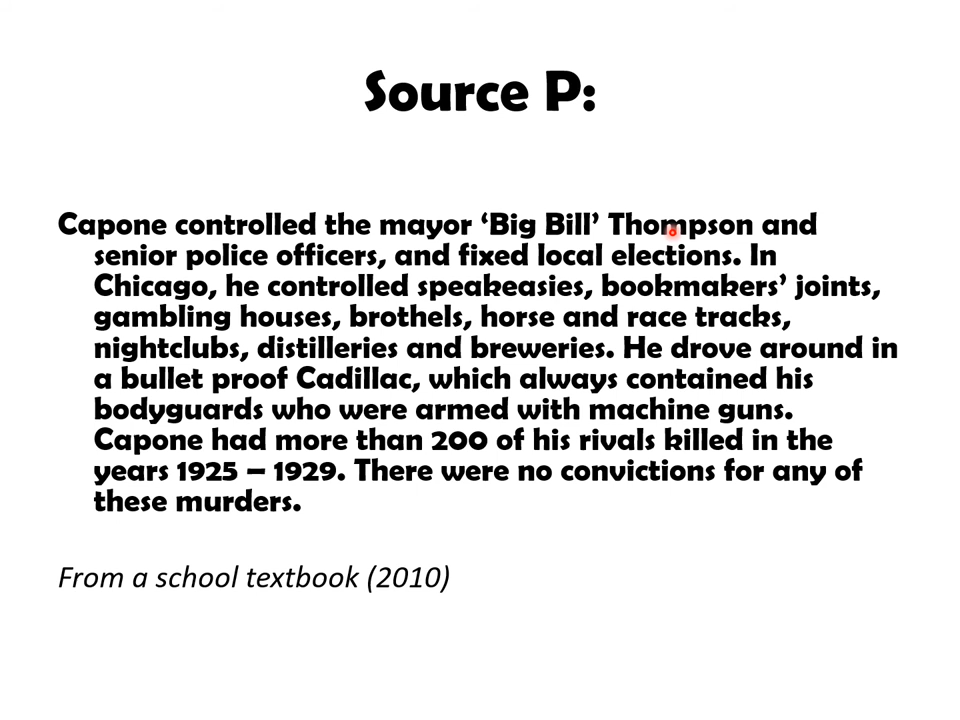 Source P:
Capone controlled the mayor ‘Big Bill’ Thompson and
senior police officers, and fixed local elections. In
Chicago, he controlled speakeasies, bookmakers’ joints,
gambling houses, brothels, horse and race tracks,
nightclubs, distilleries and breweries. He drove around in
a bullet proof Cadillac, which always contained his
bodyguards who were armed with machine guns.
Capone had more than 200 of his rivals killed in the
years 1925 – 1929. There were no convictions for any of
these murders.
From a school textbook (2010)